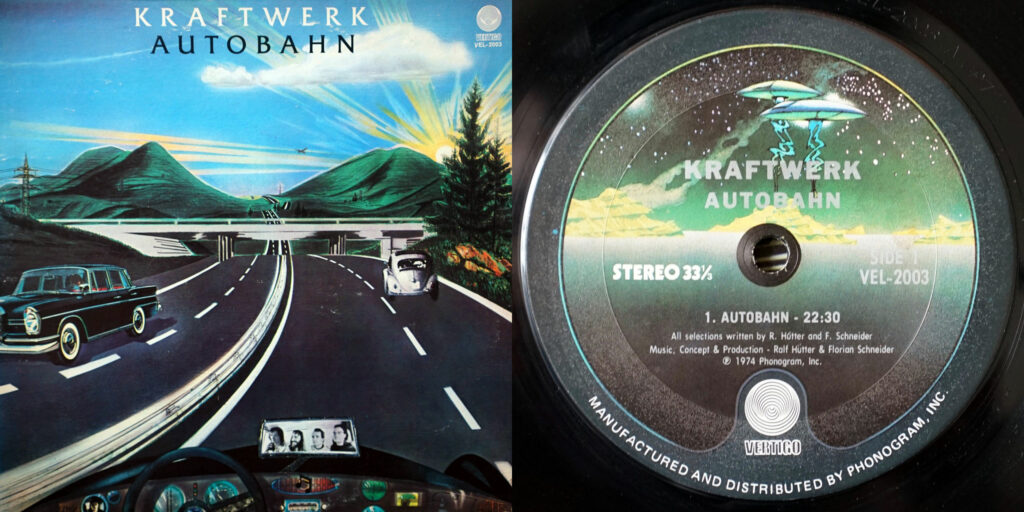 KRAFTWERK
AUTOBAHN
VERTIGO
VEL-2003
KRAFTWERK
AUTOBAHN
STEREO 33⅓
SIDE 1
VEL-2003
1. AUTOBAHN - 22:30
All selections written by R. Hütter and F. Schneider
Music, Concept & Production - Ralf Hütter & Florian Schneider
℗ 1974 Phonogram, Inc.
VERTIGO
MANUFACTURED AND DISTRIBUTED BY PHONOGRAM, INC.